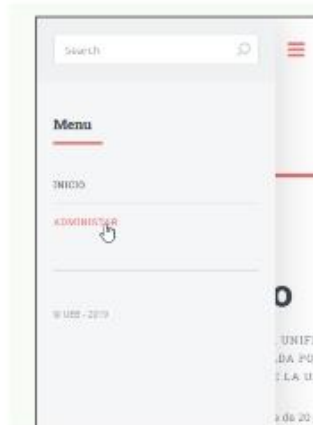 Search
Menu
INICIO
ADMINISTAR
© UBB - 2019
o
UNIF
DA PO
LA U
a de 20